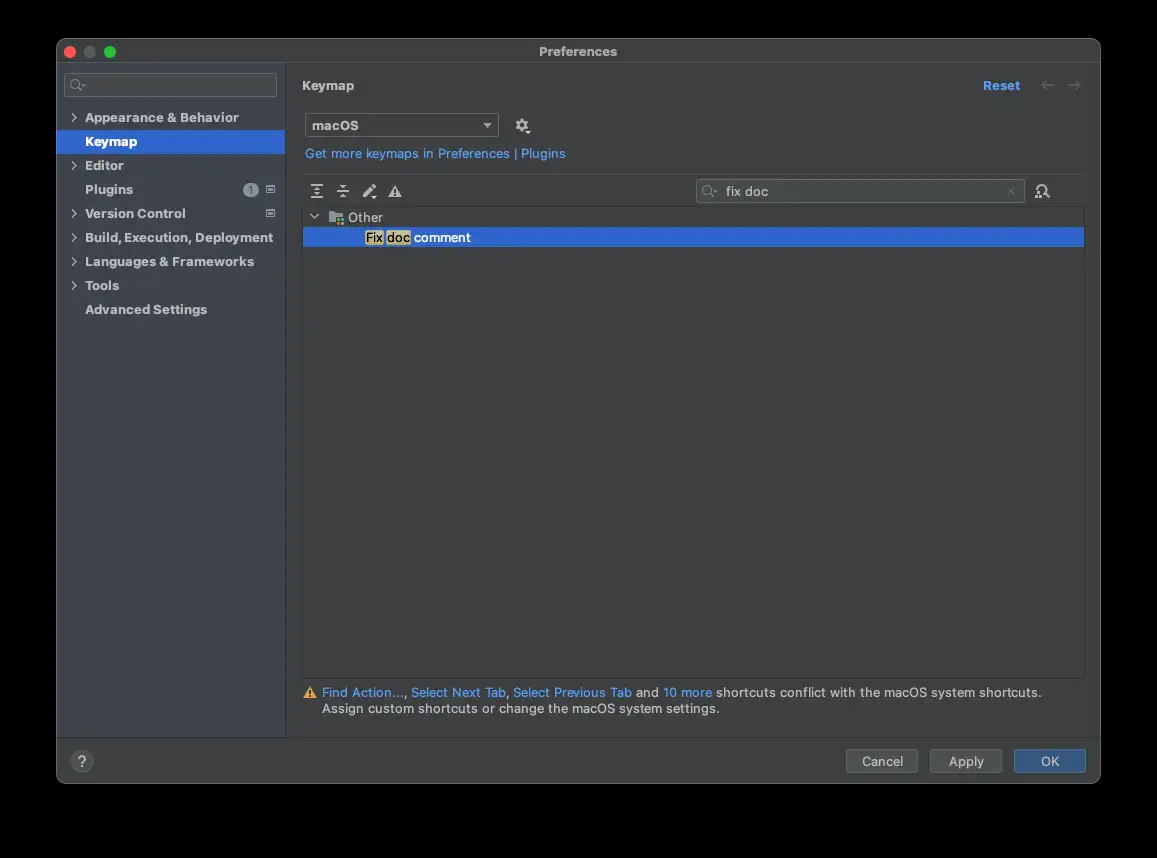 Preferences
Keymap
Reset
Appearance & Behavior
Keymap
Editor
Plugins 1
Version Control
Build, Execution, Deployment
Languages & Frameworks
Tools
Advanced Settings
macOS
Get more keymaps in Preferences | Plugins
fix doc
Other
Fix doc comment
Find Action..., Select Next Tab, Select Previous Tab and 10 more shortcuts conflict with the macOS system shortcuts.
Assign custom shortcuts or change the macOS system settings.
?
Cancel
Apply
OK